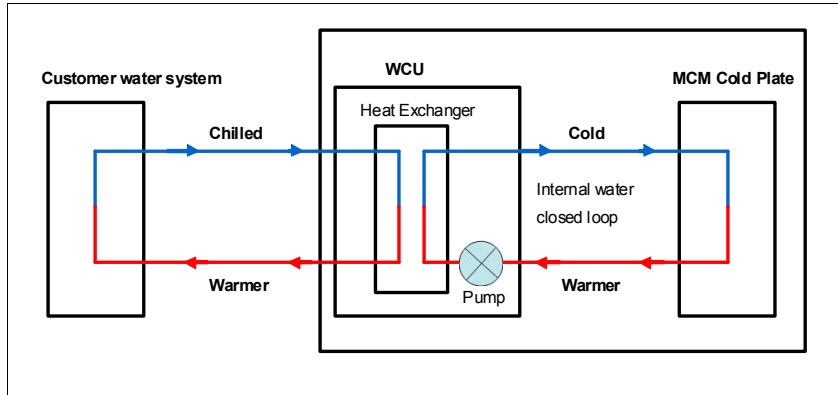 WCU
Customer water system
MCM Cold Plate
Heat Exchanger
Chilled
Cold
Internal water
closed loop
Warmer
Pump
Warmer